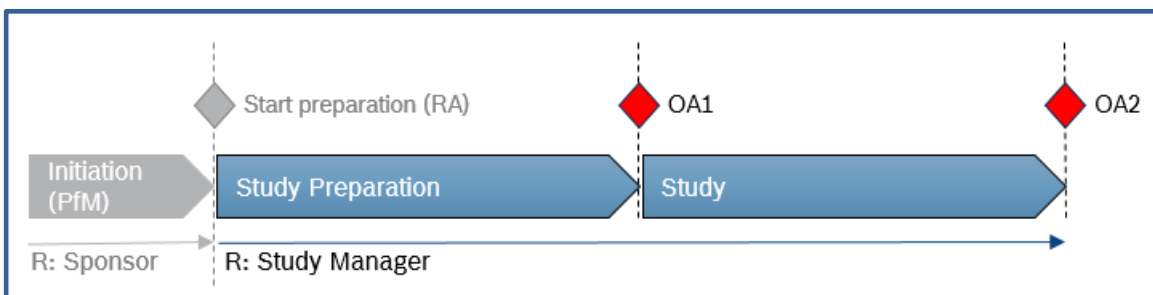 Start preparation (RA)
OA1
OA2
Initiation
(PfM)
Study Preparation
Study
R: Sponsor
R: Study Manager